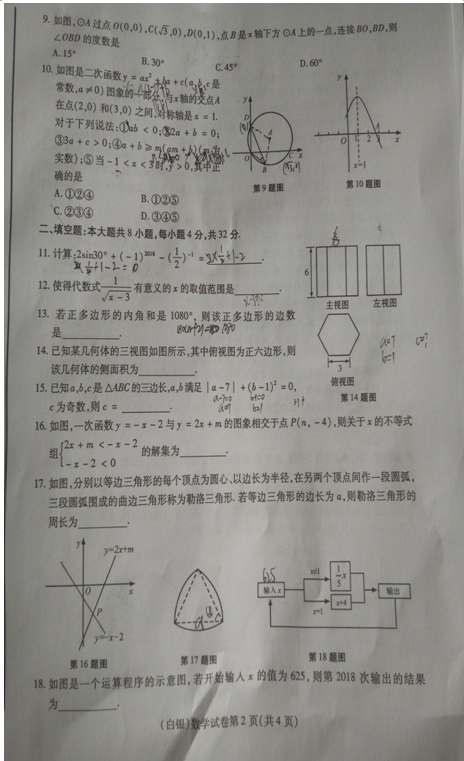 9. 如图,⊙A过点O(0,0),C(√3,0),D(0,1),点B是x轴下方⊙A上的一点,连接BO,BD,则
∠OBD的度数是
A. 15°  B. 30°  C. 45°  D. 60°
10. 如图是二次函数y=ax²+bx+c(a,b,c是
常数,a≠0)图象的一部分,与x轴的交点A
在点(2,0)和(3,0)之间,对称轴是x=1.
对于下列说法:①ab<0;②2a+b=0;
③3a+c>0;④a+b≥m(am+b)(m为
实数);⑤当-1<x<3时,y>0,其中正
确的是
A. ①②④  B. ①②⑤
C. ②③④  D. ③④⑤
y
D
A
O
C
x
B
第9题图
y
O
1
2
A
x
x=1
第10题图
二、填空题:本大题共8小题,每小题4分,共32分.
11. 计算:2sin30°+(-1)²⁰¹⁸-(1/2)⁻¹=2×1/2+1-2.
2×1/2+1-2=0
12. 使得代数式1/√(x-3)有意义的x的取值范围是________.
13. 若正多边形的内角和是1080°,则该正多边形的边数
是________.
14. 已知某几何体的三视图如图所示,其中俯视图为正六边形,则
该几何体的侧面积为________.
6
主视图
左视图
3
俯视图
第14题图
15. 已知a,b,c是△ABC的三边长,a,b满足|a-7|+(b-1)²=0,
c为奇数,则c=________.
a-7=0
a=7
b=1
a=7
b=1
16. 如图,一次函数y=-x-2与y=2x+m的图象相交于点P(n,-4),则关于x的不等式
组{2x+m<-x-2
-x-2<0 的解集为________.
17. 如图,分别以等边三角形的每个顶点为圆心、以边长为半径,在另两个顶点间作一段圆弧,
三段圆弧围成的曲边三角形称为勒洛三角形.若等边三角形的边长为a,则勒洛三角形的
周长为________.
y
y=2x+m
O
x
P
y=-x-2
第16题图
第17题图
625
输入x
x≠1
1/5 x
x=1
x+4
输出
第18题图
18. 如图是一个运算程序的示意图,若开始输入x的值为625,则第2018次输出的结果
为________.
(白银)数学试卷第2页(共4页)